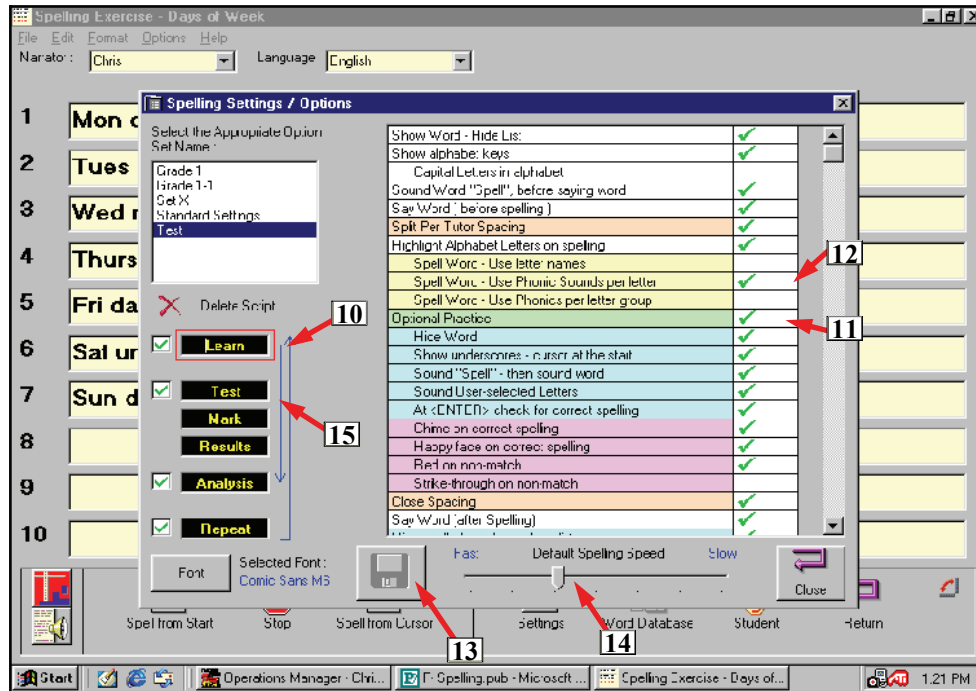 Spelling Exercise - Days of Week
File Edit Format Options Help
Narrator: Chris Language English
Spelling Settings / Options
Select the Appropriate Option
Set Name:
Grade 1
Grade 1-1
Set X
Standard Settings
Test
Delete Script
Learn
Test
Mark
Results
Analysis
Repeat
Font
Selected Font:
Comic Sans MS
Show Word - Hide List
Show alphabet keys
Capital Letters in alphabet
Sound Word "Spell", before saying word
Say Word (before spelling)
Split Per Tutor Spacing
Highlight Alphabet Letters on spelling
Spell Word - Use letter names
Spell Word - Use Phonic Sounds per letter
Spell Word - Use Phonics per letter group
Optional Practice
Hide Word
Show underscores - cursor at the start
Sound "Spell" - then sound word
Sound User-selected Letters
At <ENTER> check for correct spelling
Chime on correct spelling
Happy face on correct spelling
Red on non-match
Strike-through on non-match
Close Spacing
Say Word (after Spelling)
Fast Default Spelling Speed Slow
Close
10
11
12
13
14
15
1 Mon d
2 Tues
3 Wed n
4 Thurs
5 Fri da
6 Sat ur
7 Sun d
8
9
10
Spell from Start Stop Spell from Cursor Settings Word Database Student Return
Start Operations Manager - Chri... F- Spelling.pub - Microsoft ... Spelling Exercise - Days of... 1:21 PM